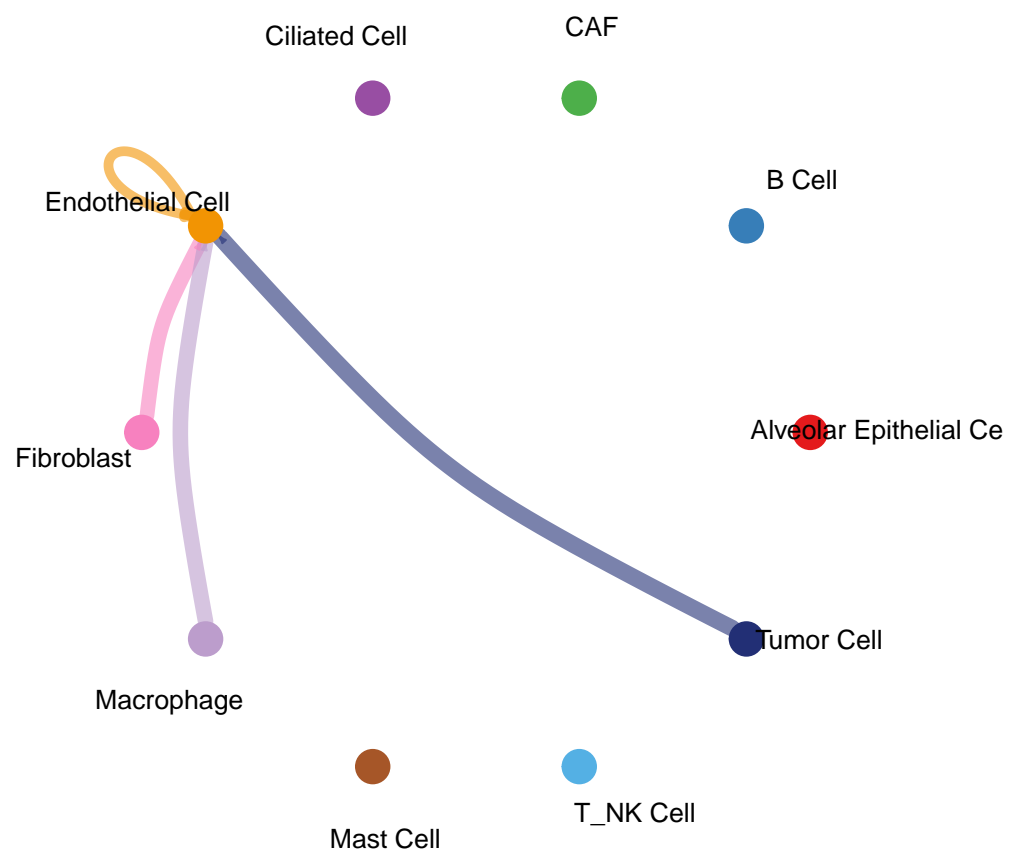 CAF
Ciliated Cell
B Cell
Endothelial Cell
Alveolar Epithelial Ce
Fibroblast
Tumor Cell
Macrophage
T_NK Cell
Mast Cell